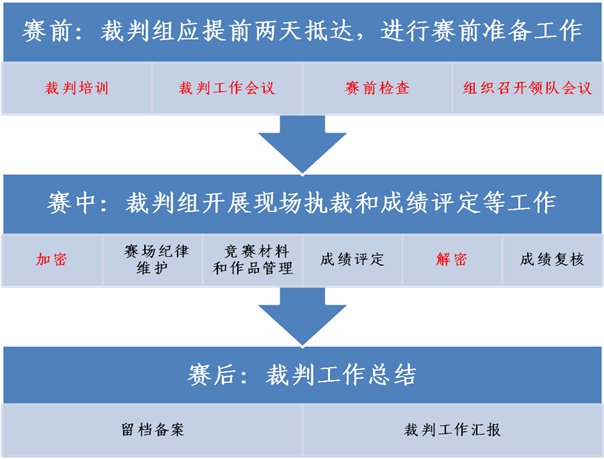 赛前：裁判组应提前两天抵达，进行赛前准备工作
裁判培训
裁判工作会议
赛前检查
组织召开领队会议
赛中：裁判组开展现场执裁和成绩评定等工作
加密
赛场纪律
维护
竞赛材料
和作品管理
成绩评定
解密
成绩复核
赛后：裁判工作总结
留档备案
裁判工作汇报